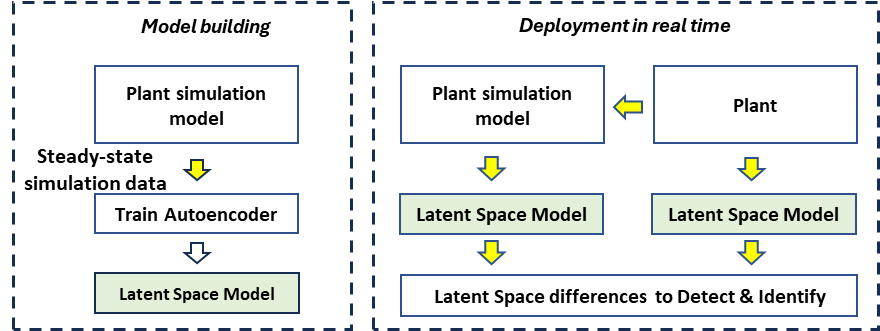 Model building
Plant simulation
model
Steady-state
simulation data
Train Autoencoder
Latent Space Model
Deployment in real time
Plant simulation
model
Plant
Latent Space Model
Latent Space Model
Latent Space differences to Detect & Identify